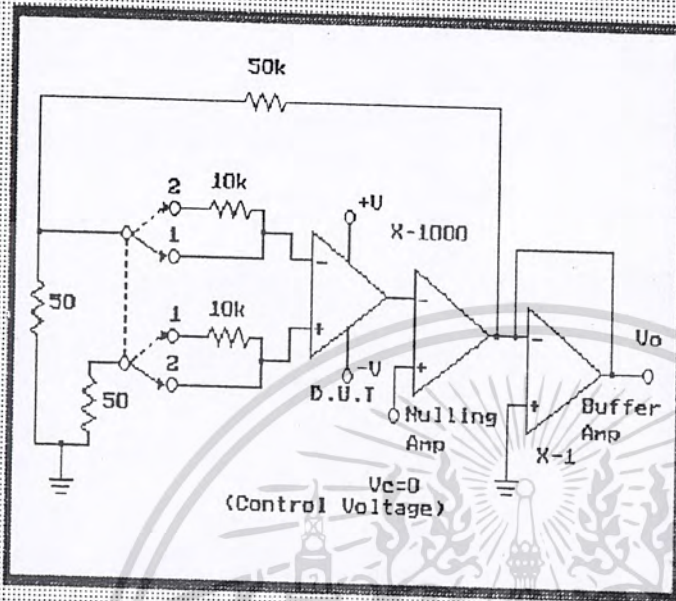 50k
2
10k
+V
X-1000
1
-
-
50
1
10k
-
Vo
+
2
+
-V
50
D.U.T
Nulling
Amp
+
Buffer
Amp
X-1
Vc=0
(Control Voltage)